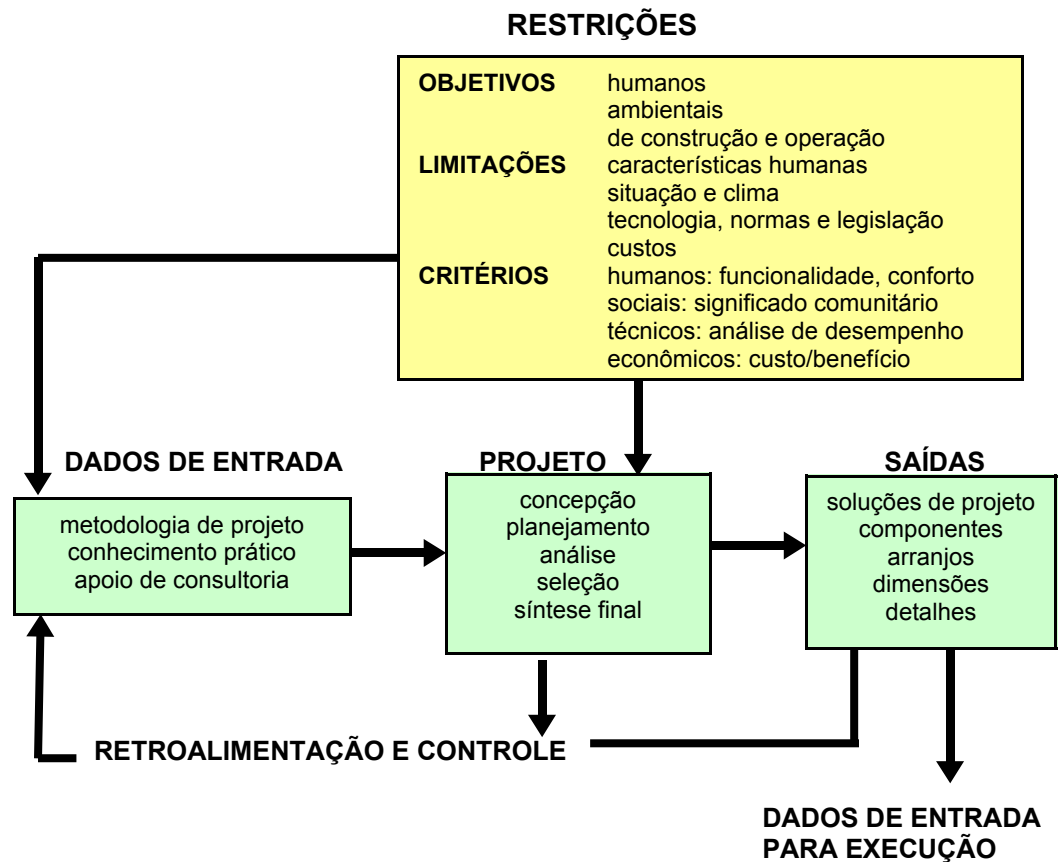 RESTRIÇÕES
OBJETIVOS humanos
ambientais
de construção e operação
LIMITAÇÕES características humanas
situação e clima
tecnologia, normas e legislação
custos
CRITÉRIOS humanos: funcionalidade, conforto
sociais: significado comunitário
técnicos: análise de desempenho
econômicos: custo/benefício
DADOS DE ENTRADA
metodologia de projeto
conhecimento prático
apoio de consultoria
PROJETO
concepção
planejamento
análise
seleção
síntese final
SAÍDAS
soluções de projeto
componentes
arranjos
dimensões
detalhes
RETROALIMENTAÇÃO E CONTROLE
DADOS DE ENTRADA
PARA EXECUÇÃO